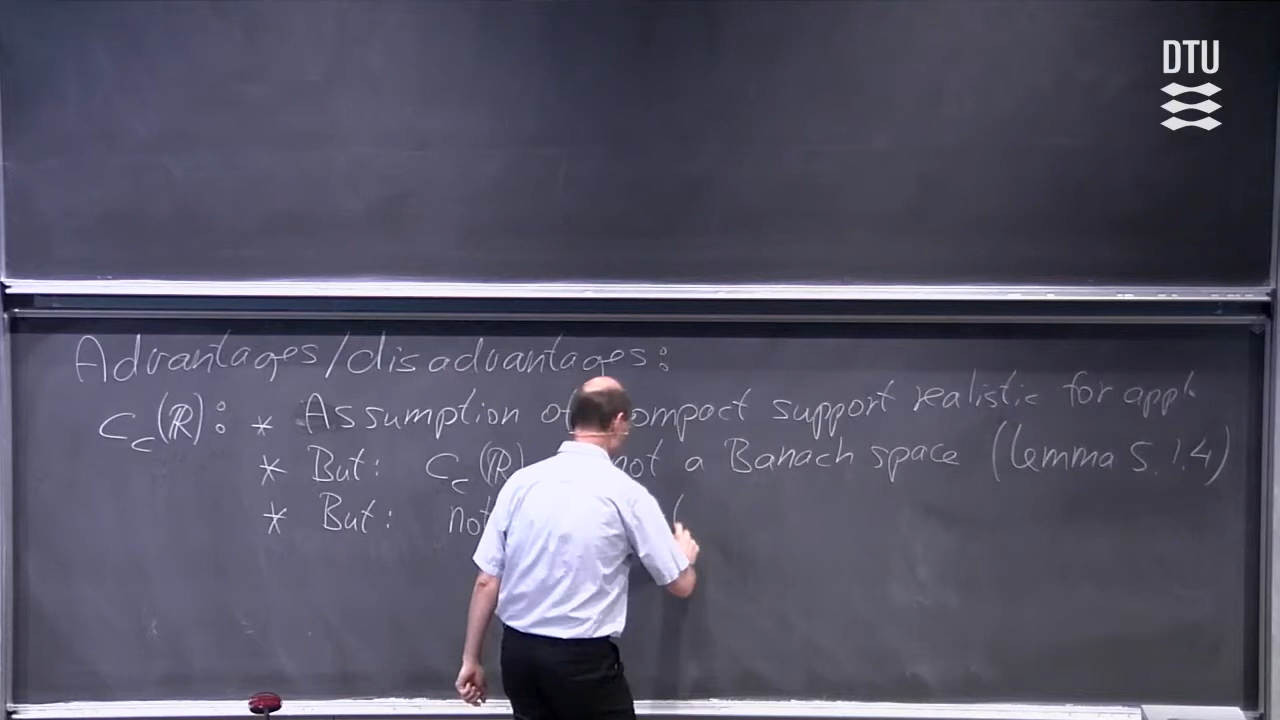 DTU
Advantages/disadvantages:
C_c(ℝ): * Assumption of compact support realistic for appl.
* But: C_c(ℝ) not a Banach space (lemma 5.1.4)
* But: not (